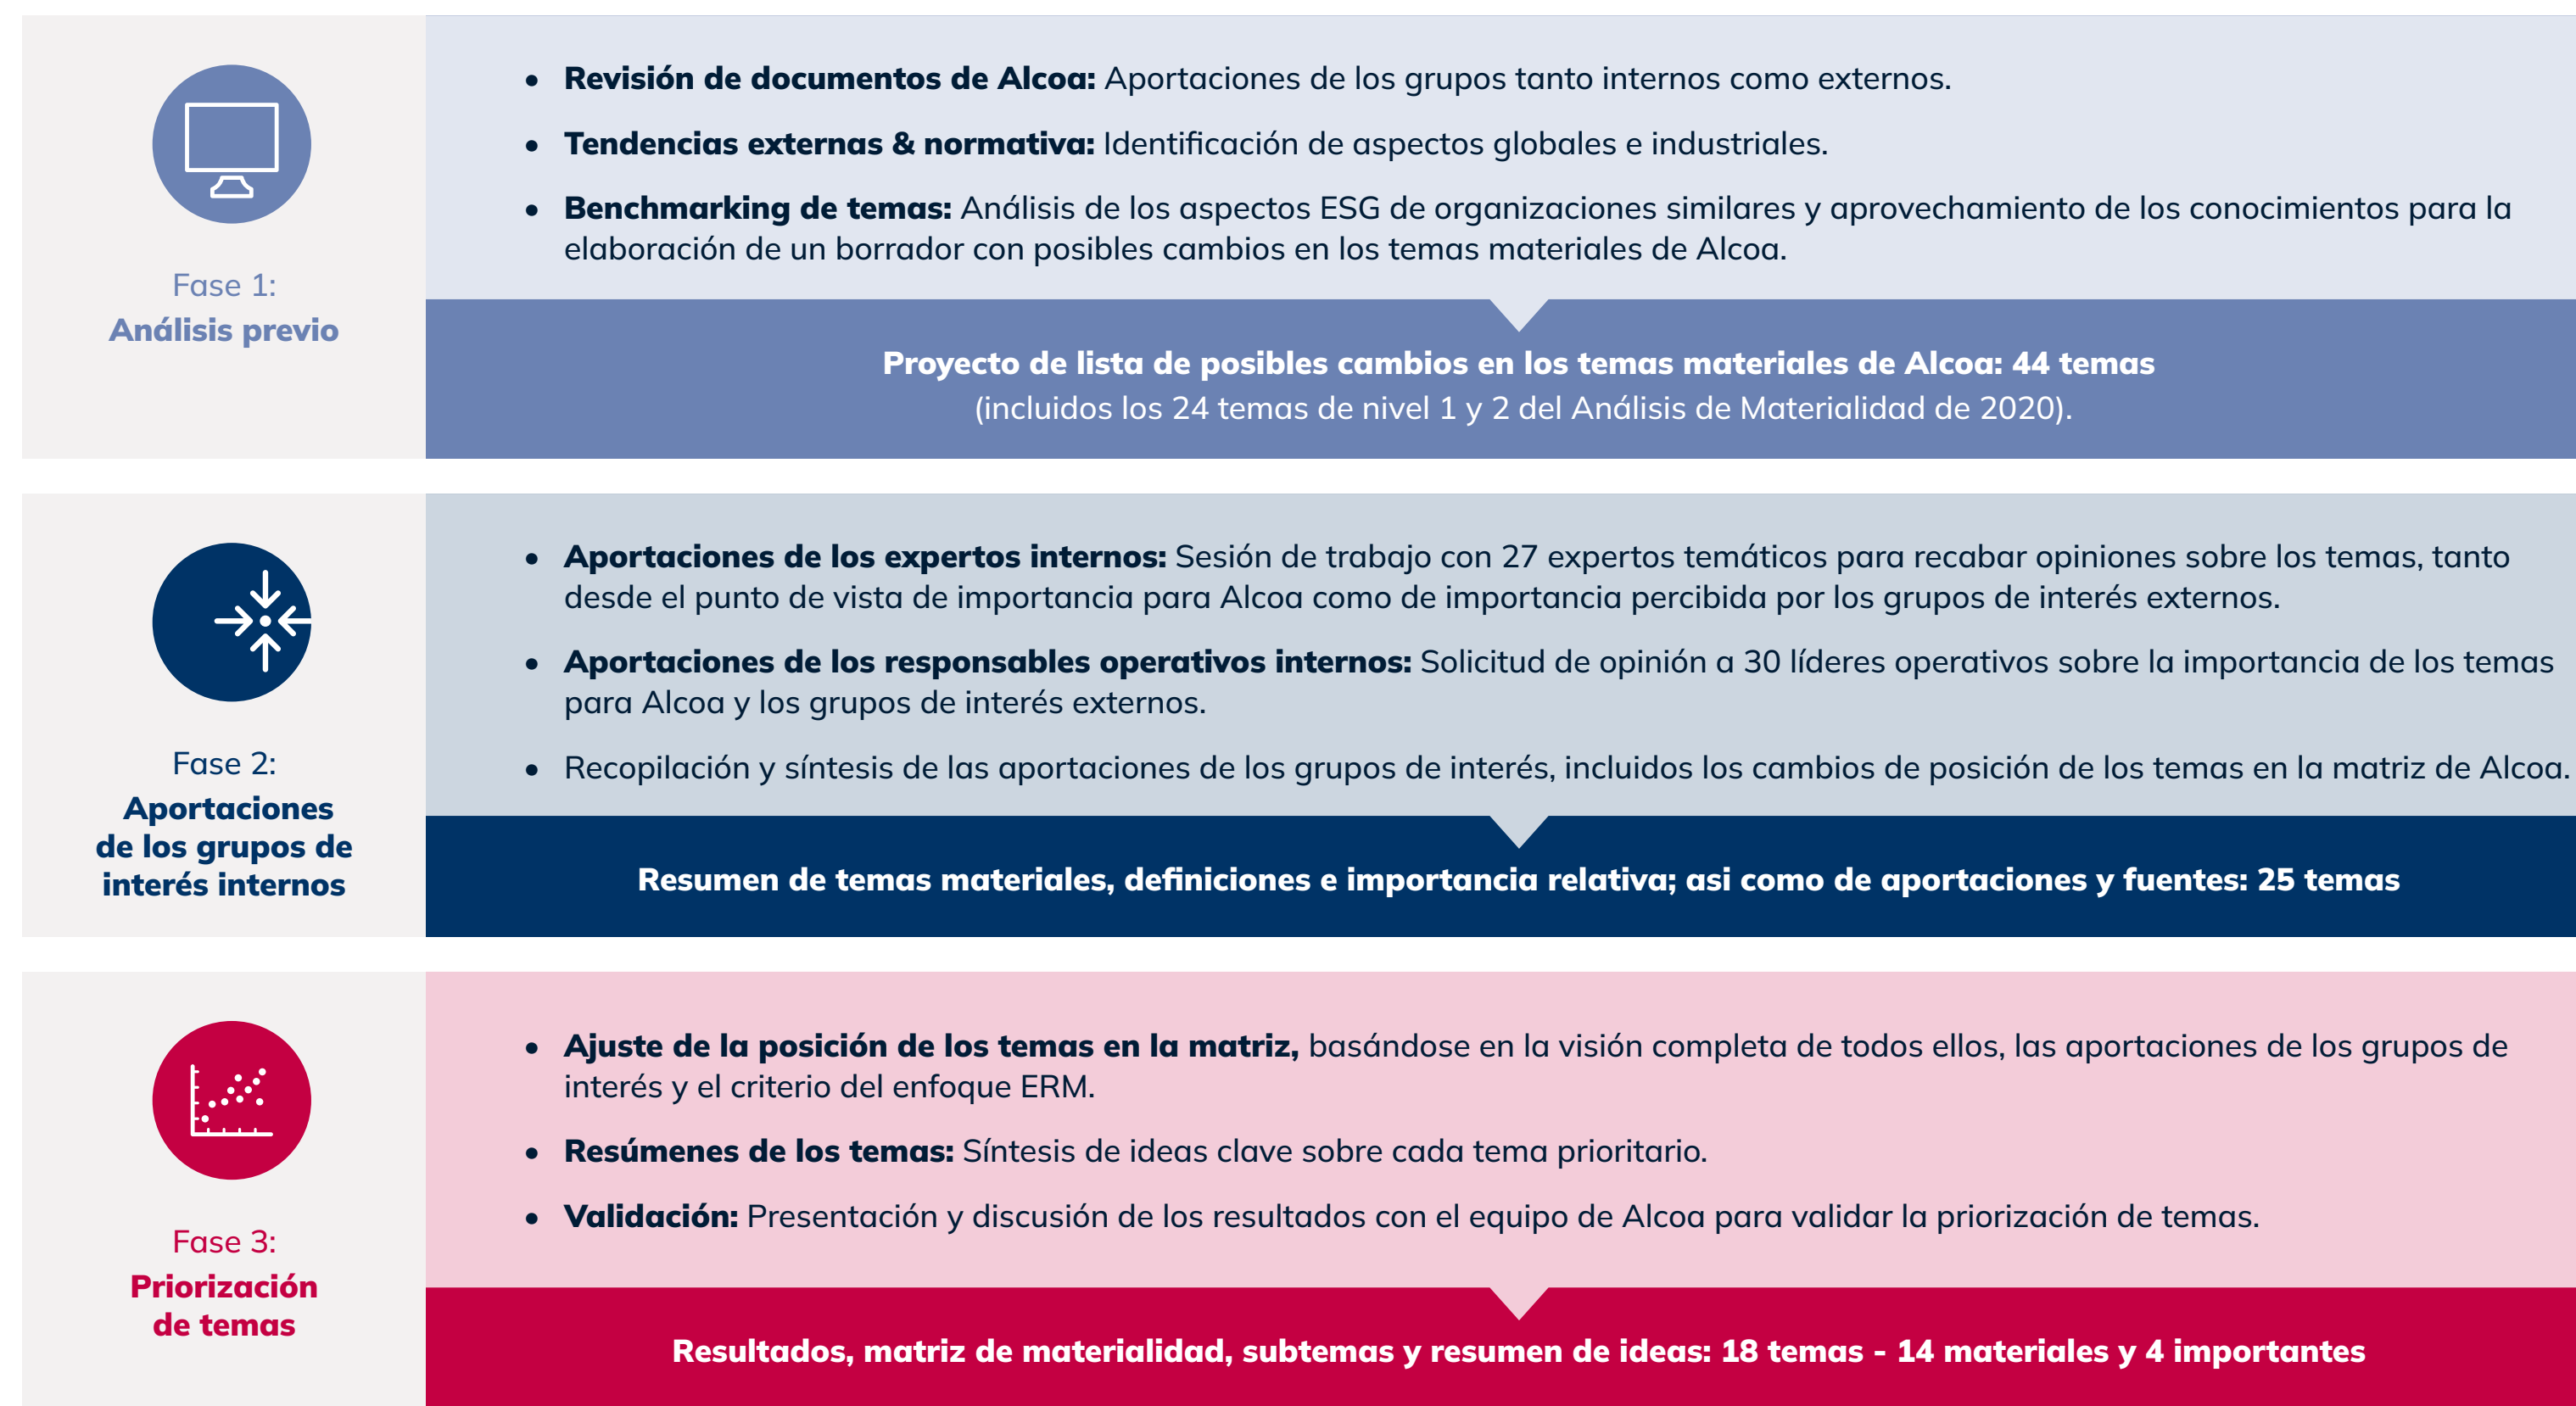 Fase 1:
Análisis previo
• Revisión de documentos de Alcoa: Aportaciones de los grupos tanto internos como externos.
• Tendencias externas & normativa: Identificación de aspectos globales e industriales.
• Benchmarking de temas: Análisis de los aspectos ESG de organizaciones similares y aprovechamiento de los conocimientos para la
elaboración de un borrador con posibles cambios en los temas materiales de Alcoa.
Proyecto de lista de posibles cambios en los temas materiales de Alcoa: 44 temas
(incluidos los 24 temas de nivel 1 y 2 del Análisis de Materialidad de 2020).
Fase 2:
Aportaciones
de los grupos de
interés internos
• Aportaciones de los expertos internos: Sesión de trabajo con 27 expertos temáticos para recabar opiniones sobre los temas, tanto
desde el punto de vista de importancia para Alcoa como de importancia percibida por los grupos de interés externos.
• Aportaciones de los responsables operativos internos: Solicitud de opinión a 30 líderes operativos sobre la importancia de los temas
para Alcoa y los grupos de interés externos.
• Recopilación y síntesis de las aportaciones de los grupos de interés, incluidos los cambios de posición de los temas en la matriz de Alcoa.
Resumen de temas materiales, definiciones e importancia relativa; asi como de aportaciones y fuentes: 25 temas
Fase 3:
Priorización
de temas
• Ajuste de la posición de los temas en la matriz, basándose en la visión completa de todos ellos, las aportaciones de los grupos de
interés y el criterio del enfoque ERM.
• Resúmenes de los temas: Síntesis de ideas clave sobre cada tema prioritario.
• Validación: Presentación y discusión de los resultados con el equipo de Alcoa para validar la priorización de temas.
Resultados, matriz de materialidad, subtemas y resumen de ideas: 18 temas - 14 materiales y 4 importantes